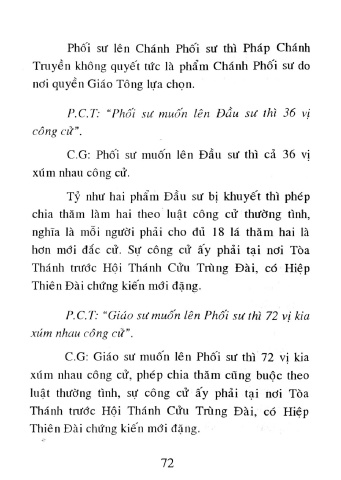 Phối sư lên Chánh Phối sư thì Pháp Chánh
Truyền không quyết tức là phẩm Chánh Phối sư do
nơi quyền Giáo Tông lựa chọn.
P.C.T: “Phối sư muốn lên Đầu sư thì 36 vị
công cử”.
C.G: Phối sư muốn lên Đầu sư thì cả 36 vị
xúm nhau công cử.
Tỷ như hai phẩm Đầu sư bị khuyết thì phép
chia thăm làm hai theo luật công cử thường tình,
nghĩa là mỗi người phải cho đủ 18 lá thăm hai là
hơn mới đắc cử. Sự công cử ấy phải tại nơi Tòa
Thánh trước Hội Thánh Cửu Trùng Đài, có Hiệp
Thiên Đài chứng kiến mới đặng.
P.C.T: “Giáo sư muốn lên Phối sư thì 72 vị kia
xúm nhau công cử”.
C.G: Giáo sư muốn lên Phối sư thì 72 vị kia
xúm nhau công cử, phép chia thăm cũng buộc theo
luật thường tình, sự công cử ấy phải tại nơi Tòa
Thánh trước Hội Thánh Cửu Trùng Đài, có Hiệp
Thiên Đài chứng kiến mới đặng.
72